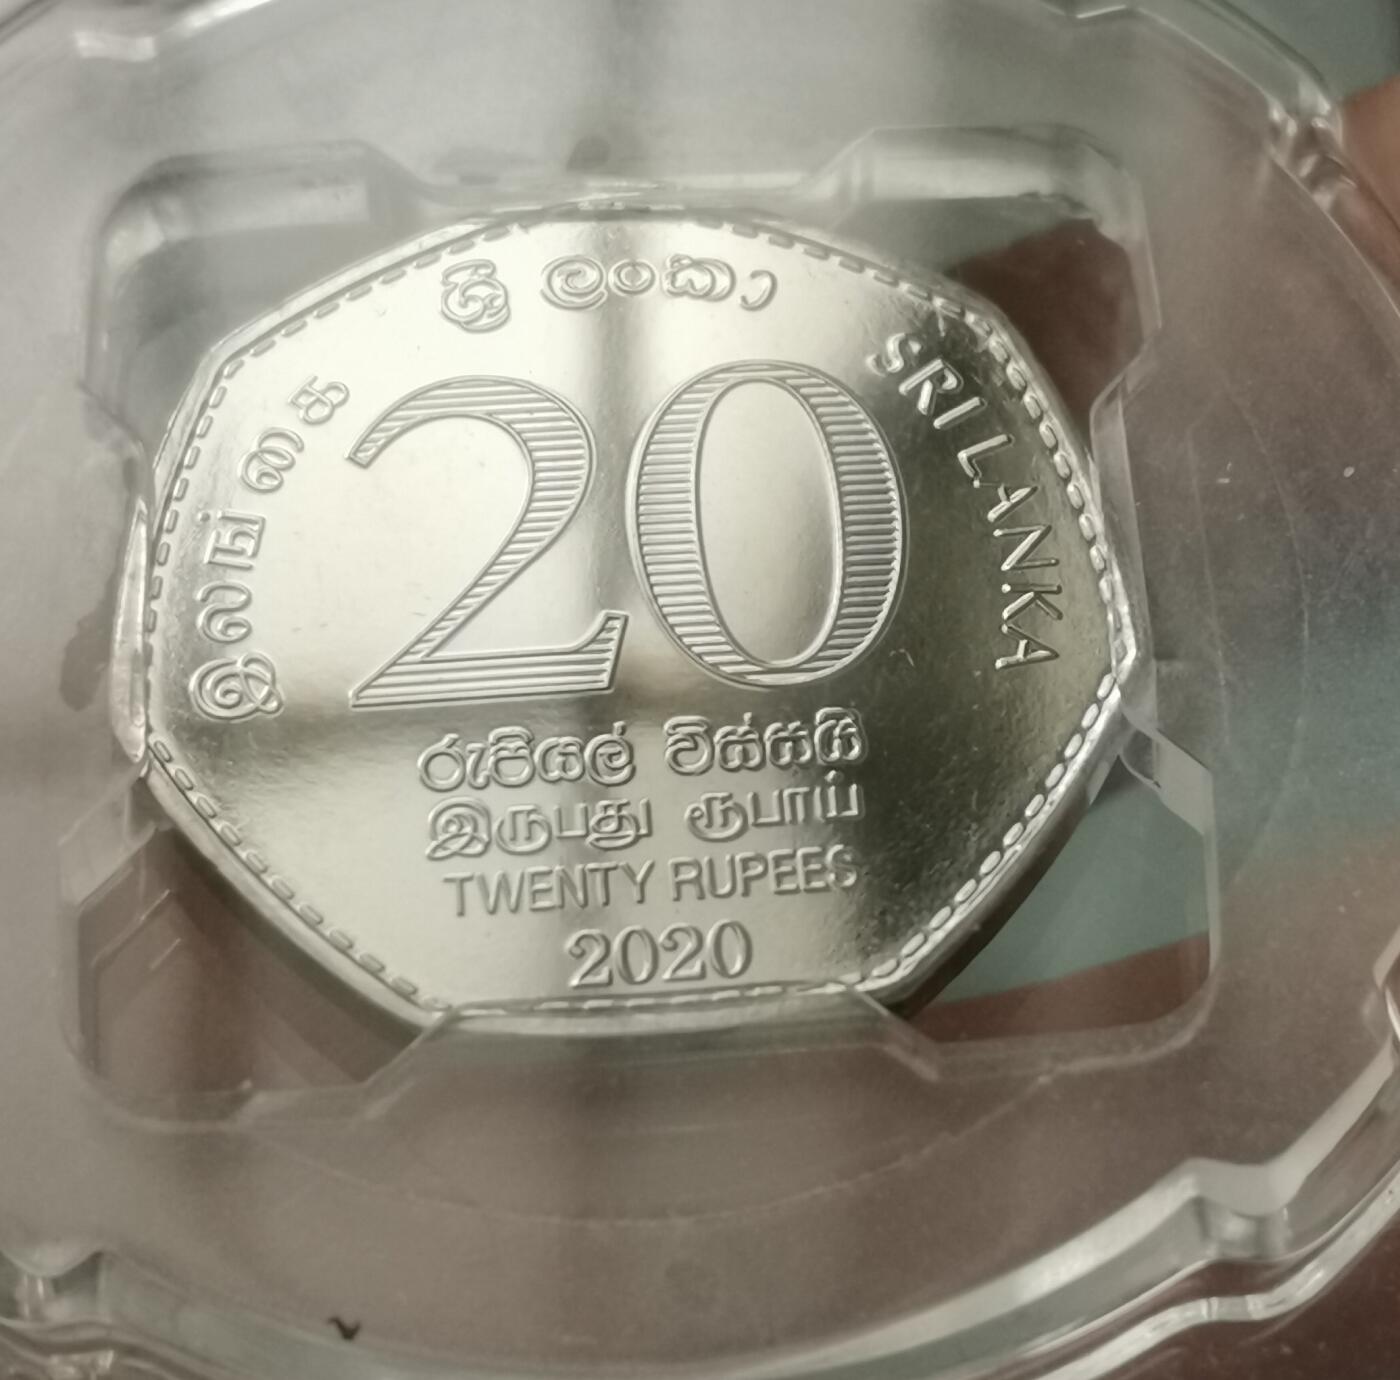 ශ්‍රී ලංකා
இலங்கை
SRI LANKA
20
රුපියල් විස්සයි
இருபது ரூபாய்
TWENTY RUPEES
2020